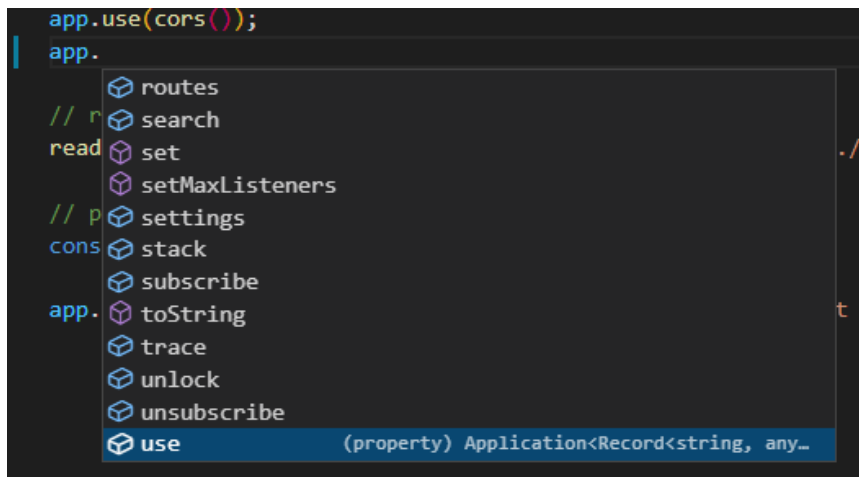 app.use(cors());
app.
routes
// r
search
read
set
./
setMaxListeners
// p
settings
cons
stack
subscribe
app.
toString
t
trace
unlock
unsubscribe
use (property) Application<Record<string, any…